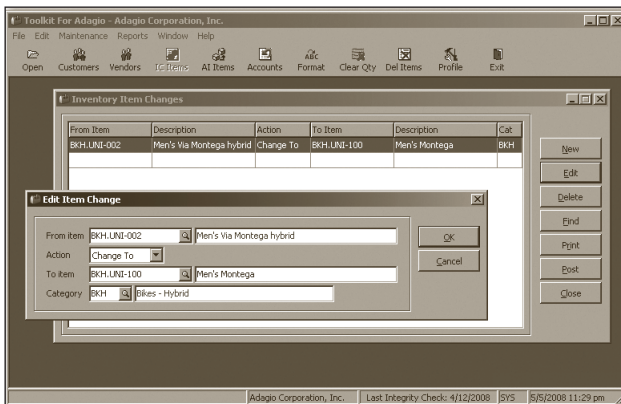 Toolkit For Adagio - Adagio Corporation, Inc.
File Edit Maintenance Reports Window Help
Open Customers Vendors IC Items AI Items Accounts Format Clear Qty Del Items Profile Exit
Inventory Item Changes
From Item Description Action To Item Description Cat
BKH.UNI-002 Men's Via Montega hybrid Change To BKH.UNI-100 Men's Montega BKH
New
Edit
Delete
Find
Print
Post
Close
Edit Item Change
From item BKH.UNI-002 Men's Via Montega hybrid
Action Change To
To item BKH.UNI-100 Men's Montega
Category BKH Bikes - Hybrid
OK
Cancel
Adagio Corporation, Inc. Last Integrity Check: 4/12/2008 SYS 5/5/2008 11:29 pm